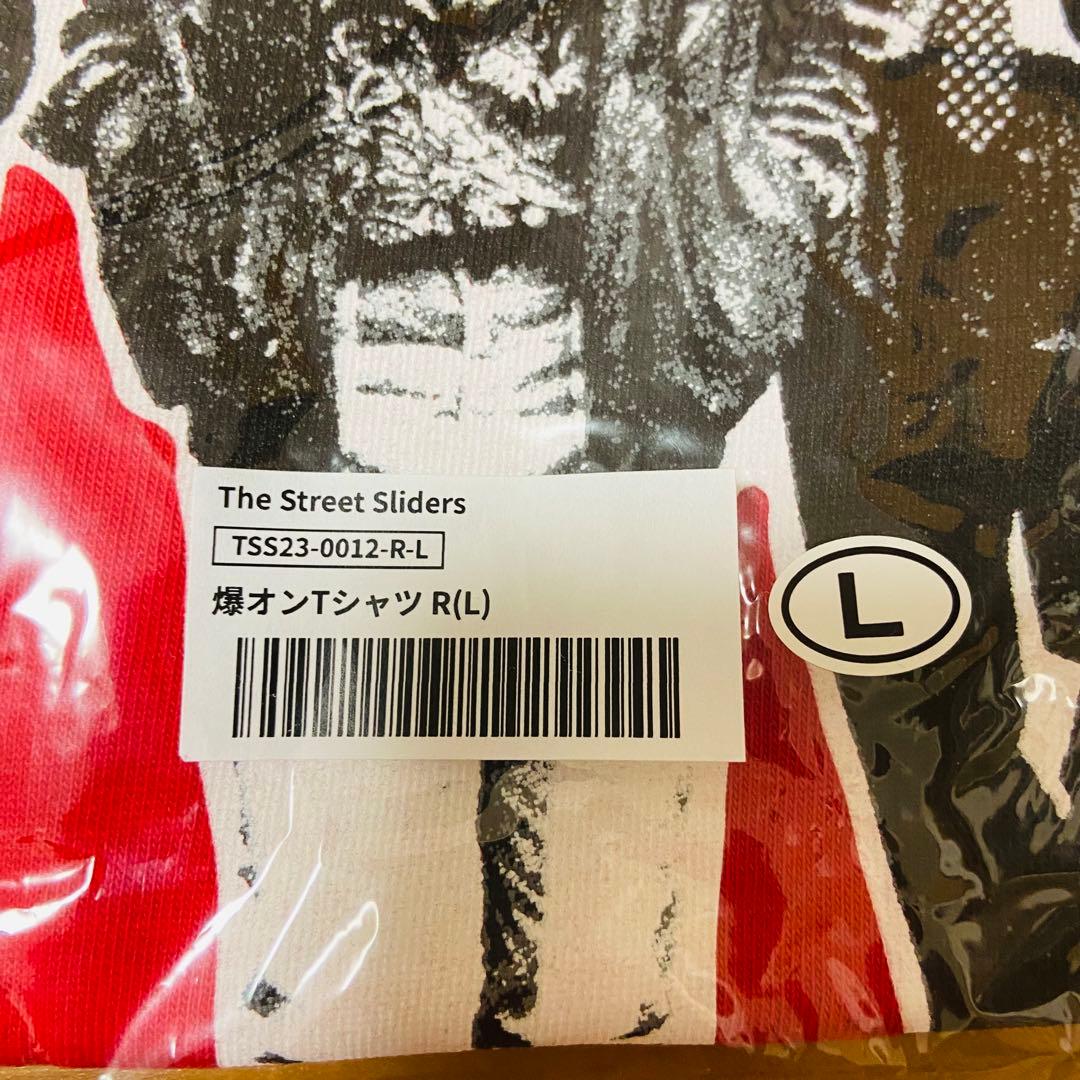 The Street Sliders
TSS23-0012-R-L
爆オンTシャツ R(L)
L